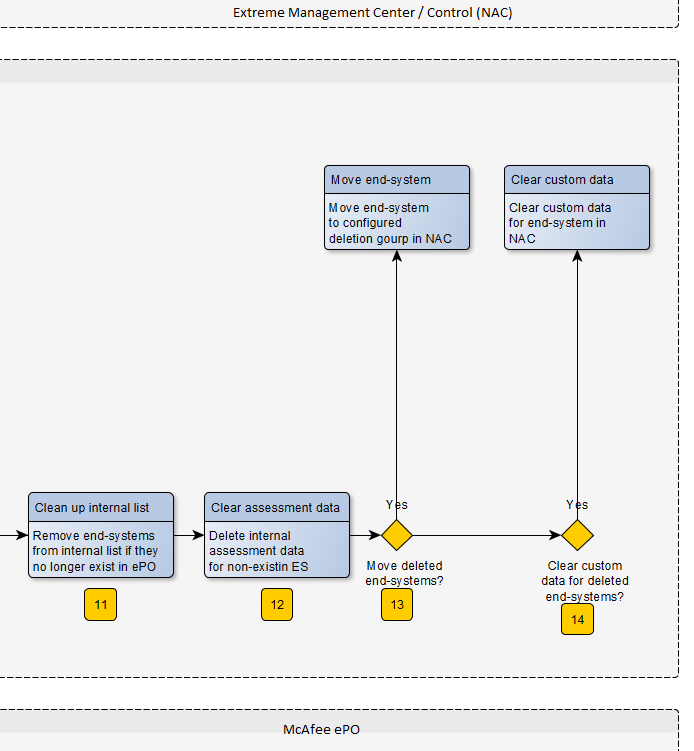 Extreme Management Center / Control (NAC)
Move end-system
Move end-system
to configured
deletion gourp in NAC
Clear custom data
Clear custom data
for end-system in
NAC
Clean up internal list
Remove end-systems
from internal list if they
no longer exist in ePO
11
Clear assessment data
Delete internal
assessment data
for non-existin ES
12
Yes
Move deleted
end-systems?
13
Yes
Clear custom
data for deleted
end-systems?
14
McAfee ePO